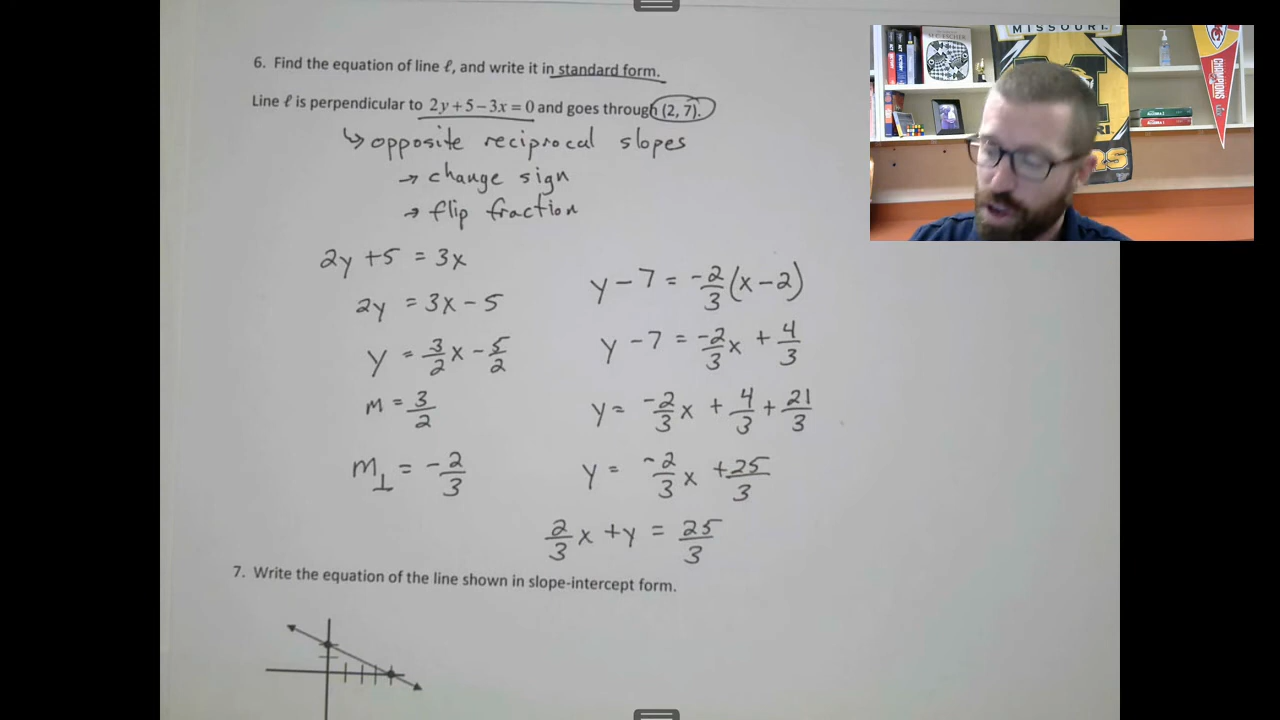 6. Find the equation of line ℓ, and write it in standard form.
Line ℓ is perpendicular to 2y+5−3x=0 and goes through (2, 7).
↳ opposite reciprocal slopes
→ change sign
→ flip fraction
2y +5 = 3x
2y = 3x − 5
y = 3/2 x − 5/2
m = 3/2
m⊥ = −2/3
y − 7 = −2/3 (x − 2)
y − 7 = −2/3 x + 4/3
y = −2/3 x + 4/3 + 21/3
y = −2/3 x + 25/3
2/3 x + y = 25/3
7. Write the equation of the line shown in slope-intercept form.
MISSOURI
M.C. ESCHER
CHAMPIONS